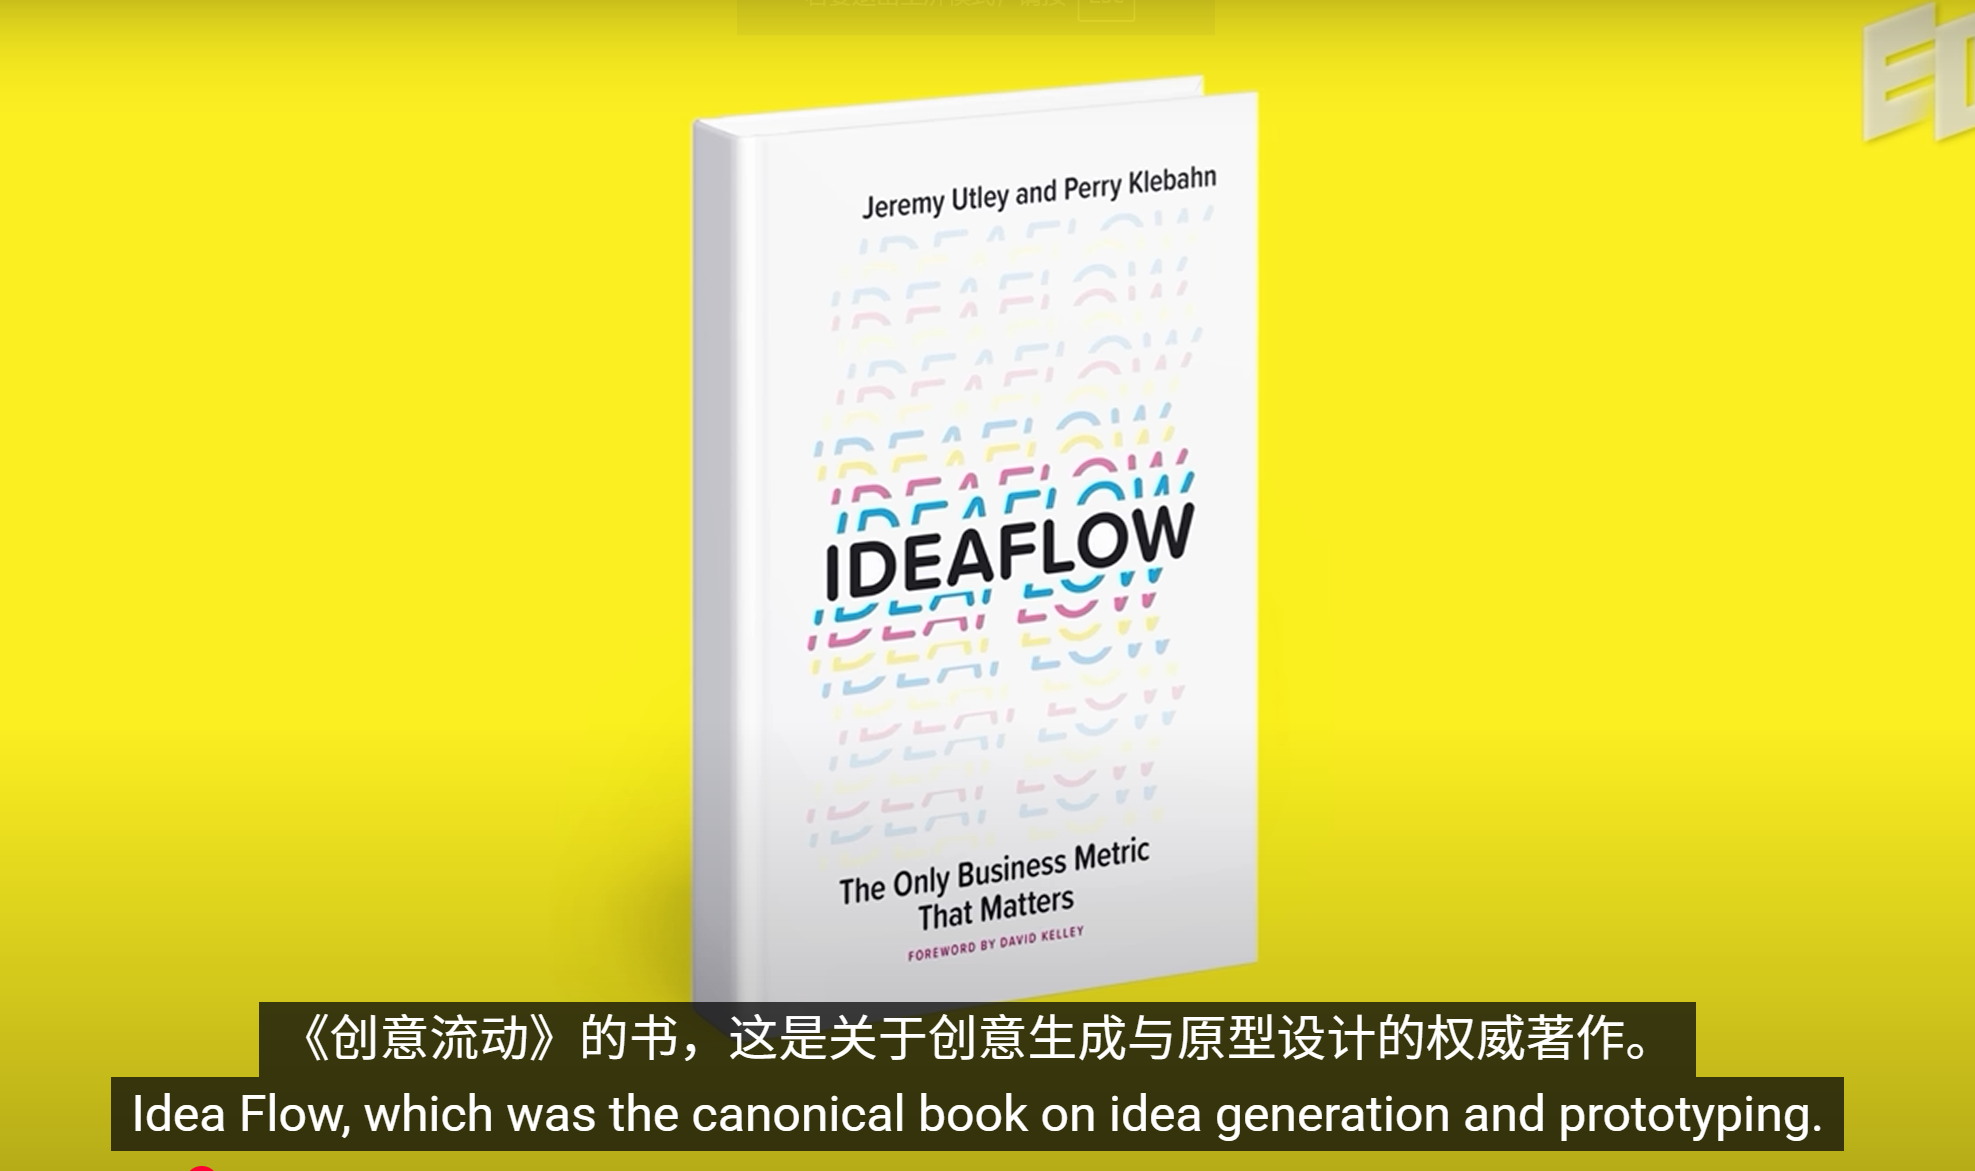 ED
Jeremy Utley and Perry Klebahn
IDEAFLOW
The Only Business Metric
That Matters
FOREWORD BY DAVID KELLEY
《创意流动》的书，这是关于创意生成与原型设计的权威著作。
Idea Flow, which was the canonical book on idea generation and prototyping.